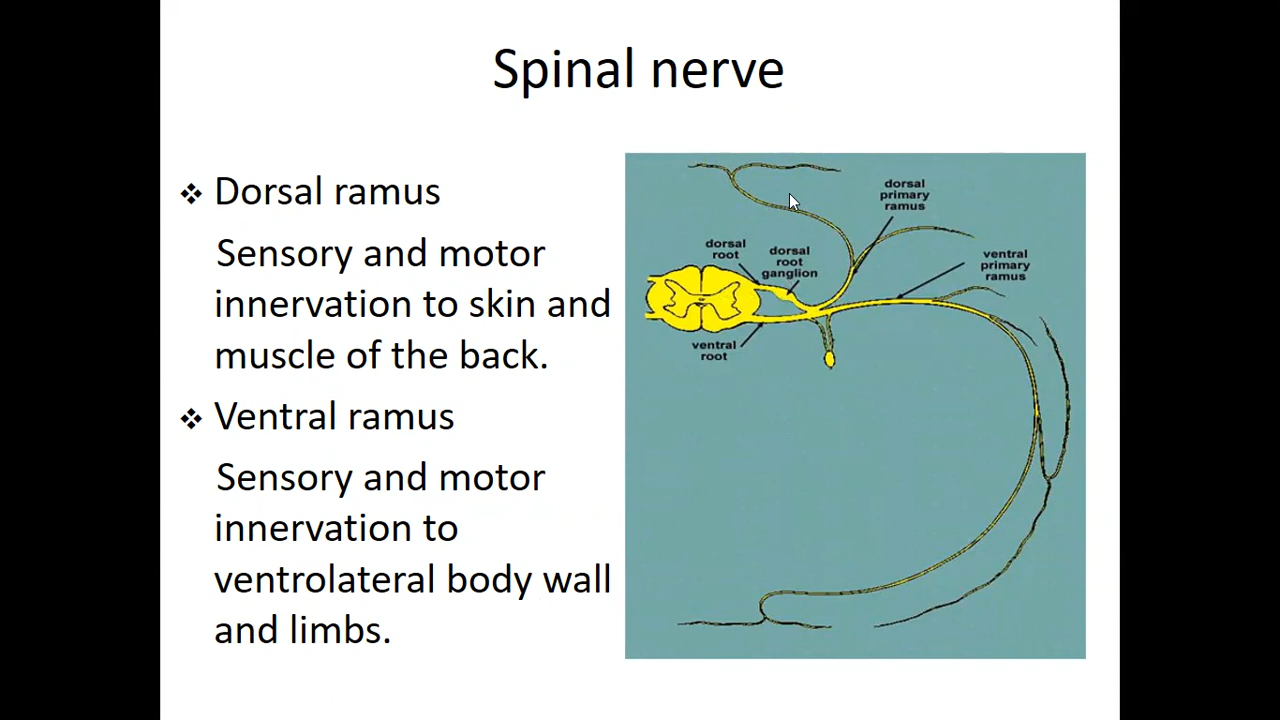 Spinal nerve
❖ Dorsal ramus
Sensory and motor
innervation to skin and
muscle of the back.
❖ Ventral ramus
Sensory and motor
innervation to
ventrolateral body wall
and limbs.
dorsal
primary
ramus
dorsal
root
dorsal
root
ganglion
ventral
primary
ramus
ventral
root